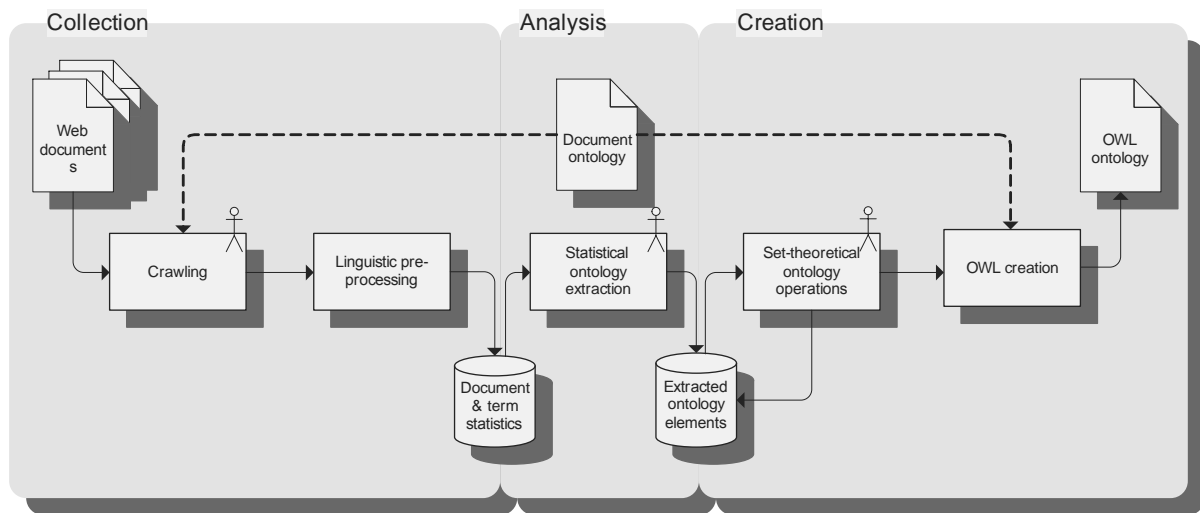 Collection
Analysis
Creation
Web
document
s
Document
ontology
OWL
ontology
Crawling
Linguistic pre-
processing
Statistical
ontology
extraction
Set-theoretical
ontology
operations
OWL creation
Document
& term
statistics
Extracted
ontology
elements